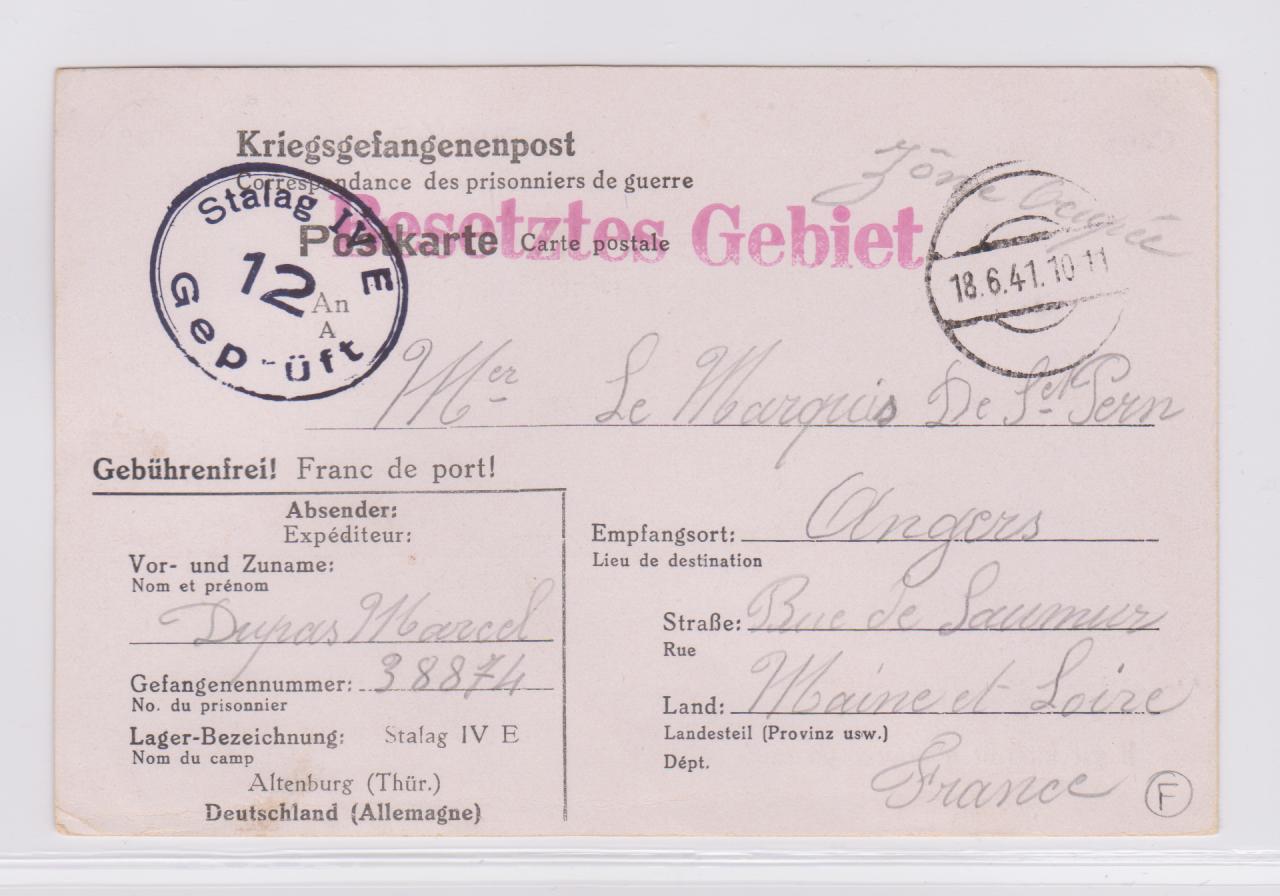 Kriegsgefangenenpost
Correspondance des prisonniers de guerre
Zône Occupée
Besetztes Gebiet
Postkarte Carte postale
Stalag IV E
12
Geprüft
18.6.41.10-11
An
A
Mer Le Marquis De St Pern
Gebührenfrei! Franc de port!
Absender:
Expéditeur:
Vor- und Zuname:
Nom et prénom
Dupas Marcel
Gefangenennummer: 38874
No. du prisonnier
Lager-Bezeichnung: Stalag IV E
Nom du camp
Altenburg (Thür.)
Deutschland (Allemagne)
Empfangsort: Angers
Lieu de destination
Straße: Rue de Saumur
Rue
Land: Maine et Loire
Landesteil (Provinz usw.)
Dépt.
France
F